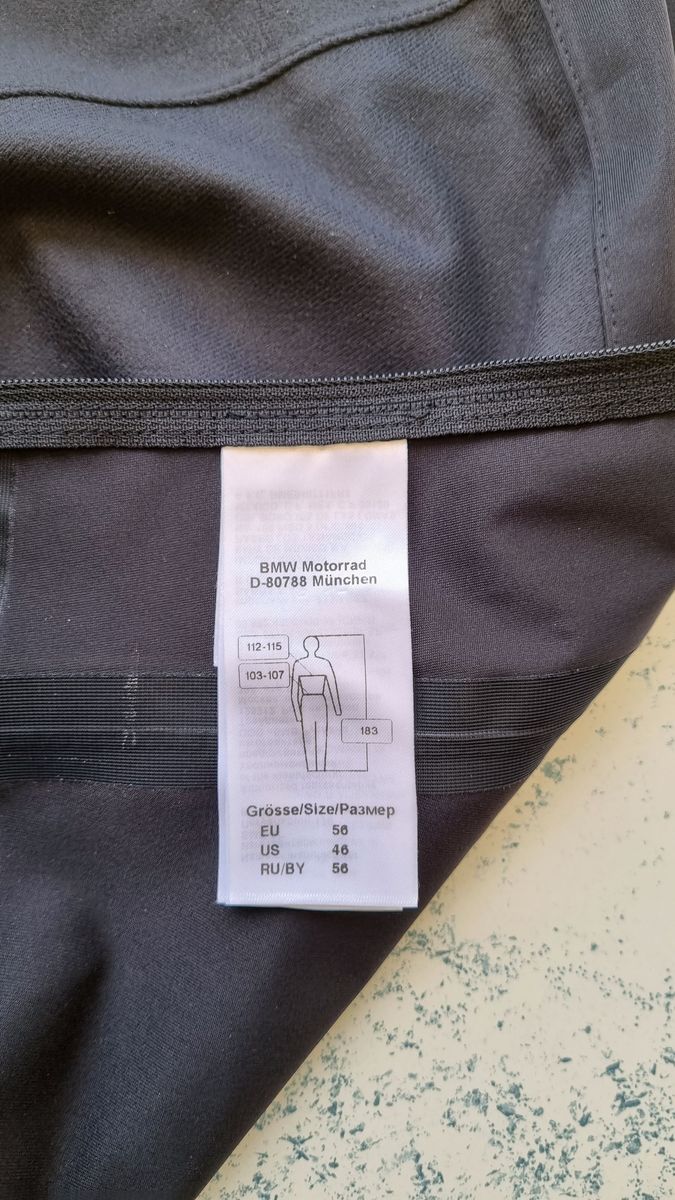 BMW Motorrad
D-80788 München
112-115
103-107
183
Grösse/Size/Размер
EU 56
US 46
RU/BY 56